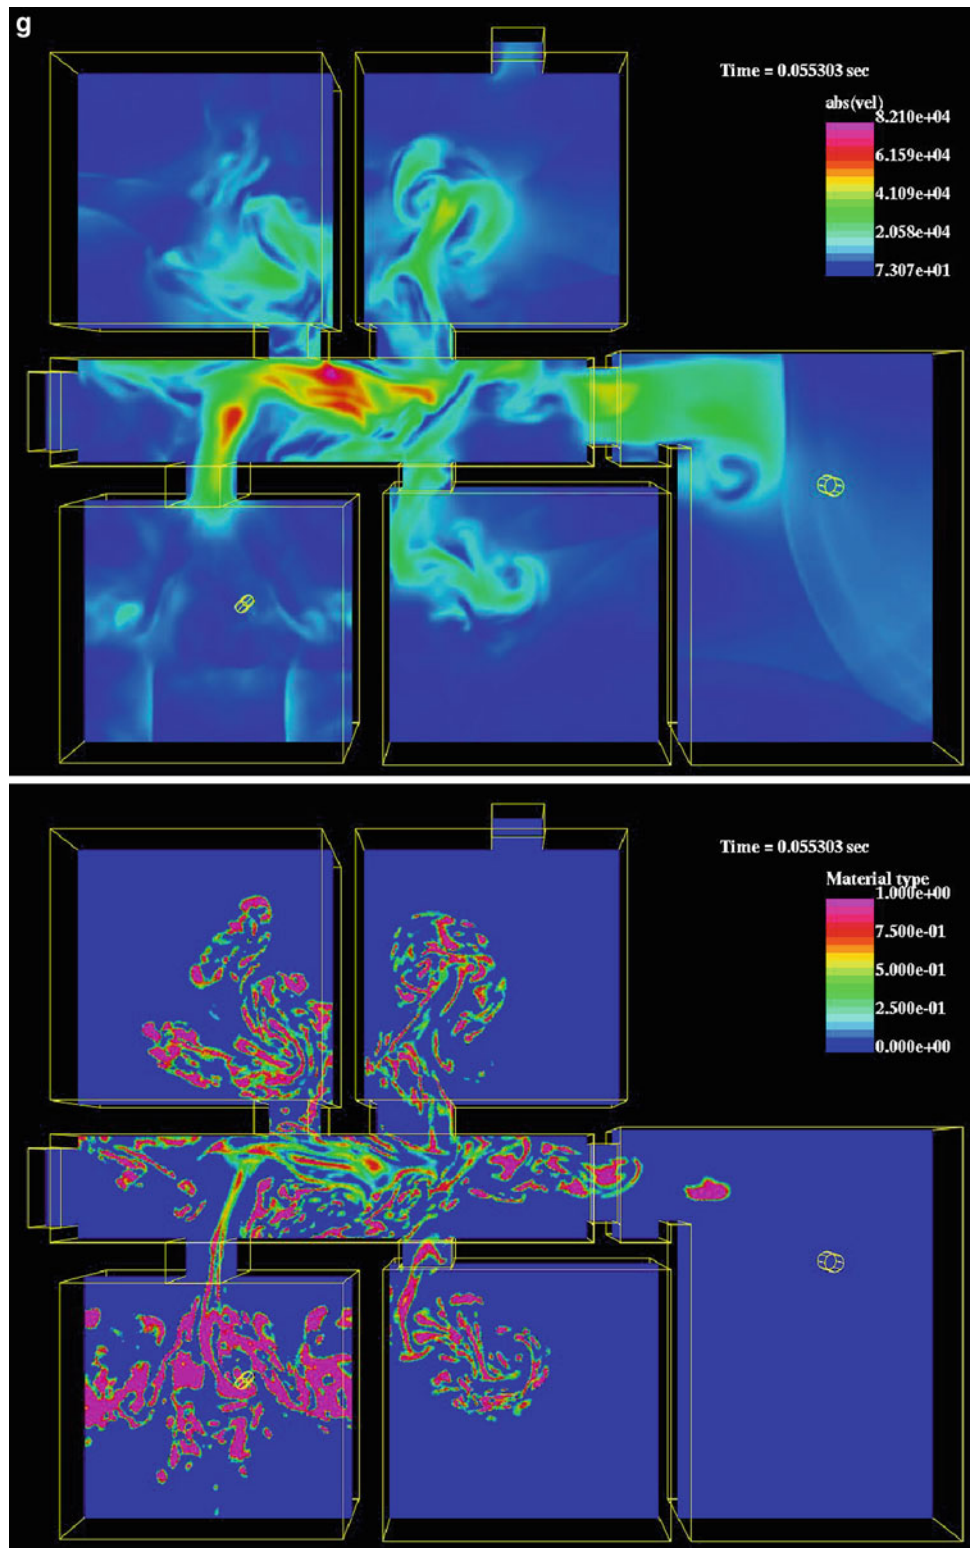 g
Time = 0.055303 sec
abs(vel)
8.210e+04
6.159e+04
4.109e+04
2.058e+04
7.307e+01
Time = 0.055303 sec
Material type
1.000e+00
7.500e-01
5.000e-01
2.500e-01
0.000e+00